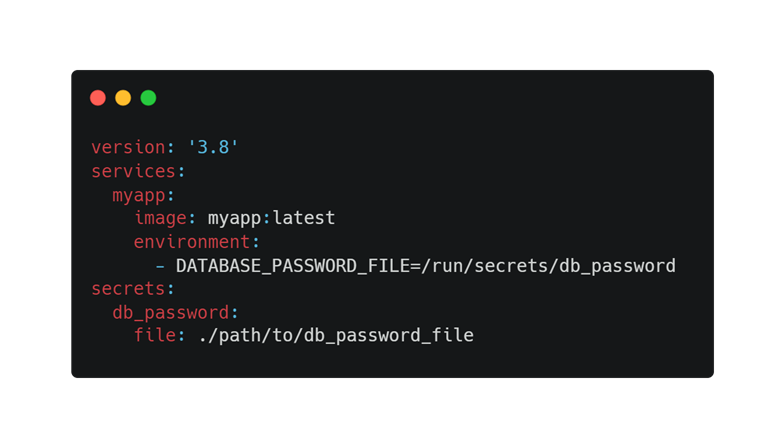 version: '3.8'
services:
  myapp:
    image: myapp:latest
    environment:
      - DATABASE_PASSWORD_FILE=/run/secrets/db_password
secrets:
  db_password:
    file: ./path/to/db_password_file